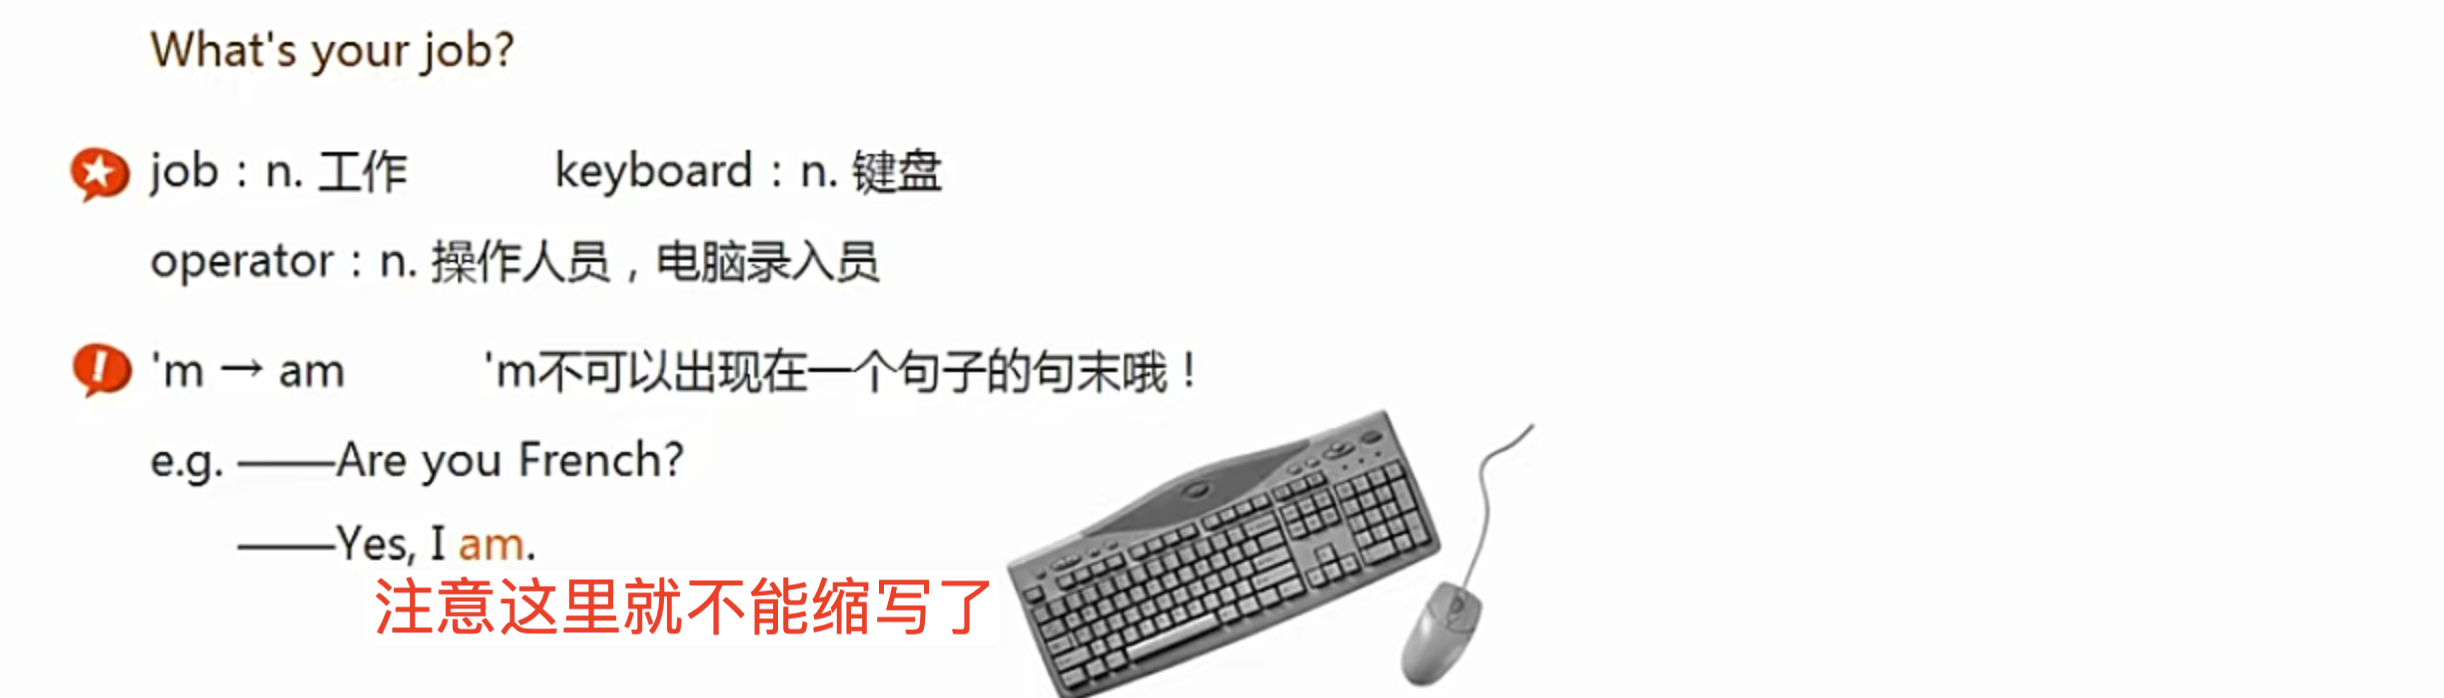 What's your job?
job：n. 工作 keyboard：n. 键盘
operator：n. 操作人员，电脑录入员
'm → am 'm不可以出现在一个句子的句末哦！
e.g. ——Are you French?
——Yes, I am.
注意这里就不能缩写了